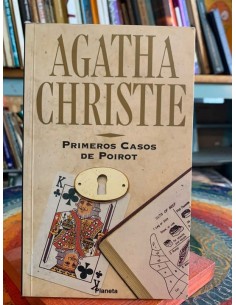 AGATHA
CHRISTIE
PRIMEROS CASOS
DE POIROT
K
Planeta